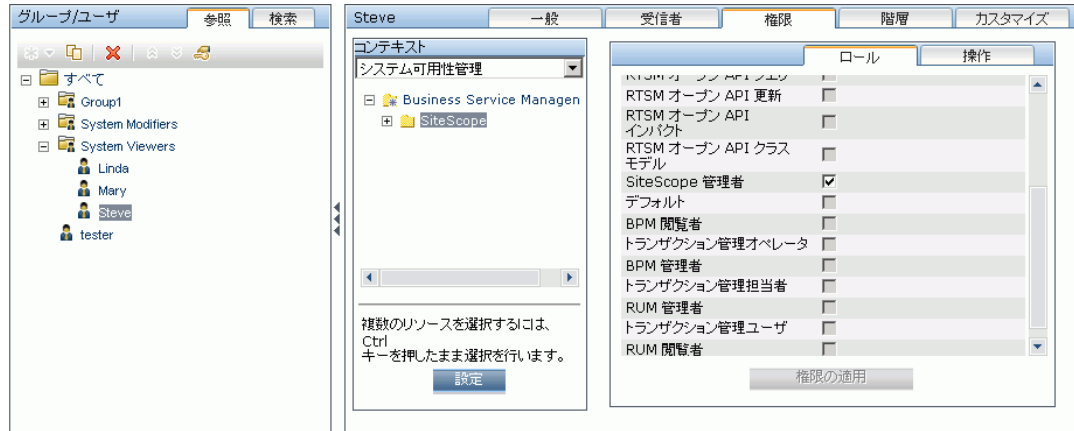 グループ/ユーザ
参照
検索
すべて
Group1
System Modifiers
System Viewers
Linda
Mary
Steve
tester
Steve
一般
受信者
権限
階層
カスタマイズ
コンテキスト
システム可用性管理
Business Service Managen
SiteScope
複数のリソースを選択するには、
Ctrl
キーを押したまま選択を行います。
設定
ロール
操作
RTSM オープン API クエリ
RTSM オープン API 更新
RTSM オープン API
インパクト
RTSM オープン API クラス
モデル
SiteScope 管理者
デフォルト
BPM 閲覧者
トランザクション管理オペレータ
BPM 管理者
トランザクション管理担当者
RUM 管理者
トランザクション管理ユーザ
RUM 閲覧者
権限の適用